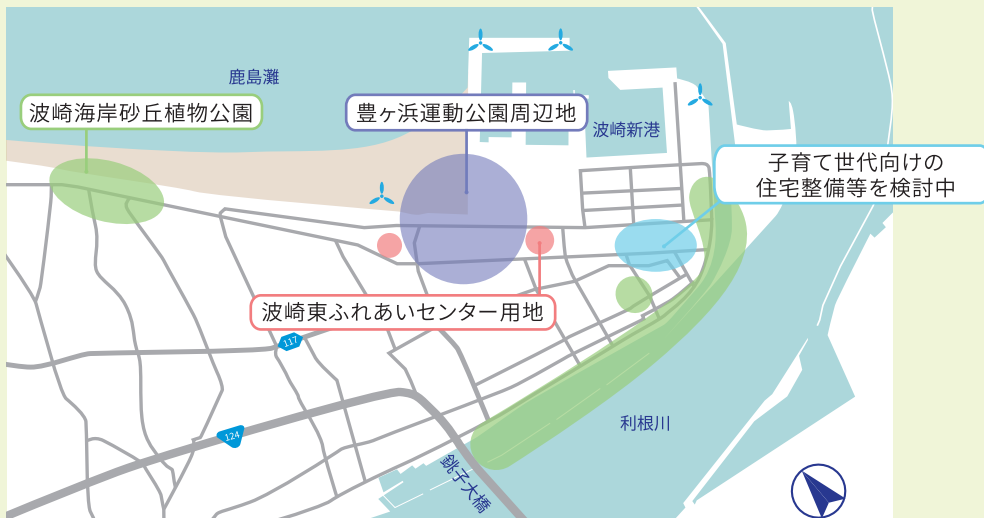 鹿島灘
波崎海岸砂丘植物公園
豊ヶ浜運動公園周辺地
波崎新港
子育て世代向けの
住宅整備等を検討中
波崎東ふれあいセンター用地
117
124
利根川
銚子大橋